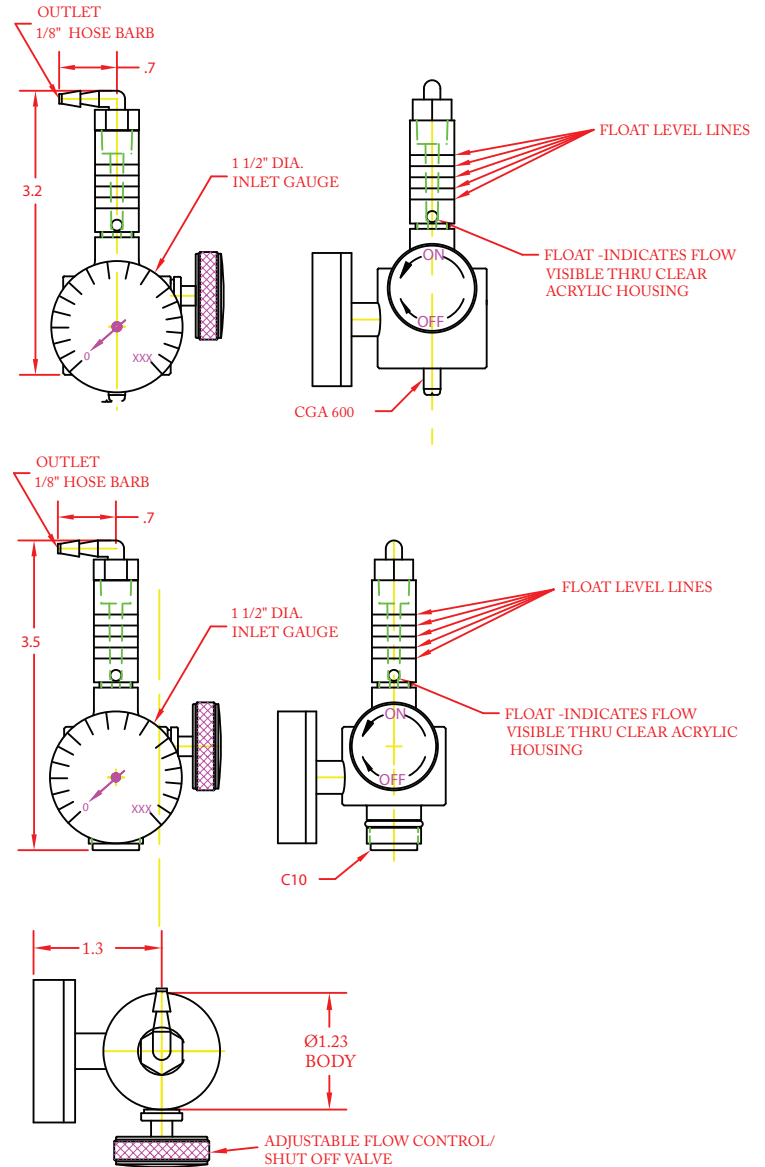 OUTLET
1/8" HOSE BARB
.7
3.2
1 1/2" DIA.
INLET GAUGE
0
XXX
FLOAT LEVEL LINES
FLOAT -INDICATES FLOW
VISIBLE THRU CLEAR
ACRYLIC HOUSING
ON
OFF
CGA 600
OUTLET
1/8" HOSE BARB
.7
3.5
1 1/2" DIA.
INLET GAUGE
0
XXX
FLOAT LEVEL LINES
FLOAT -INDICATES FLOW
VISIBLE THRU CLEAR ACRYLIC
HOUSING
ON
OFF
C10
1.3
Ø1.23
BODY
ADJUSTABLE FLOW CONTROL/
SHUT OFF VALVE